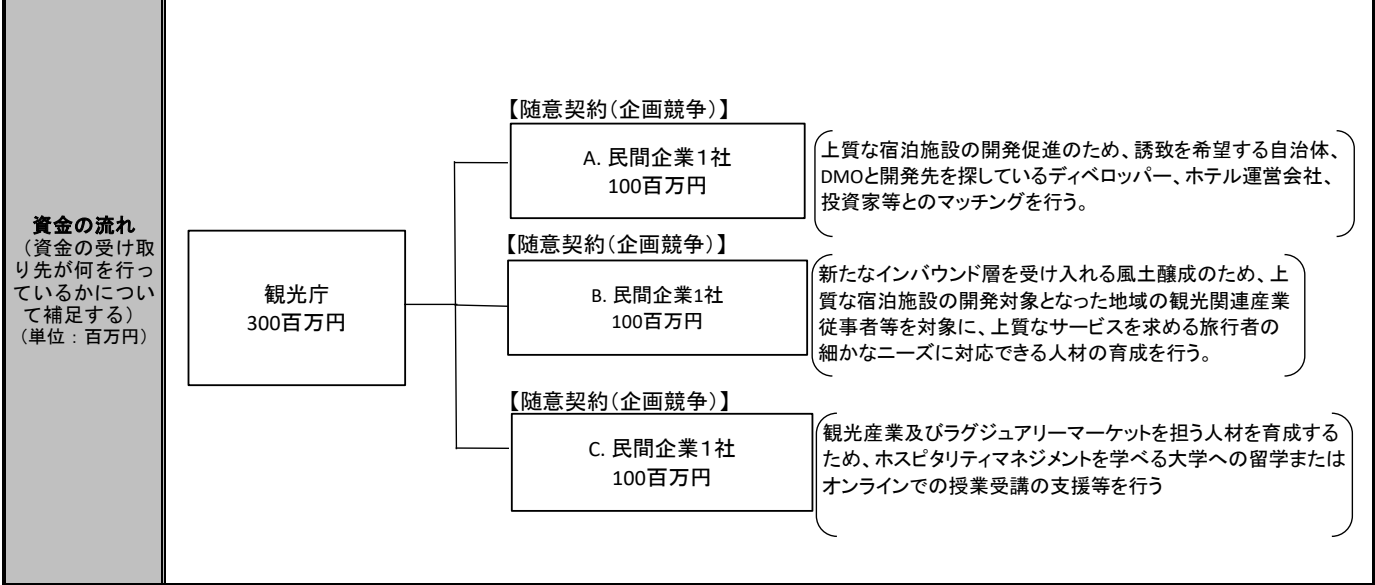 資金の流れ
（資金の受け取
り先が何を行っ
ているかについ
て補足する）
（単位：百万円）
観光庁
300百万円
【随意契約（企画競争）】
A. 民間企業１社
100百万円
上質な宿泊施設の開発促進のため、誘致を希望する自治体、
DMOと開発先を探しているディベロッパー、ホテル運営会社、
投資家等とのマッチングを行う。
【随意契約（企画競争）】
B. 民間企業1社
100百万円
新たなインバウンド層を受け入れる風土醸成のため、上
質な宿泊施設の開発対象となった地域の観光関連産業
従事者等を対象に、上質なサービスを求める旅行者の
細かなニーズに対応できる人材の育成を行う。
【随意契約（企画競争）】
C. 民間企業１社
100百万円
観光産業及びラグジュアリーマーケットを担う人材を育成する
ため、ホスピタリティマネジメントを学べる大学への留学または
オンラインでの授業受講の支援等を行う